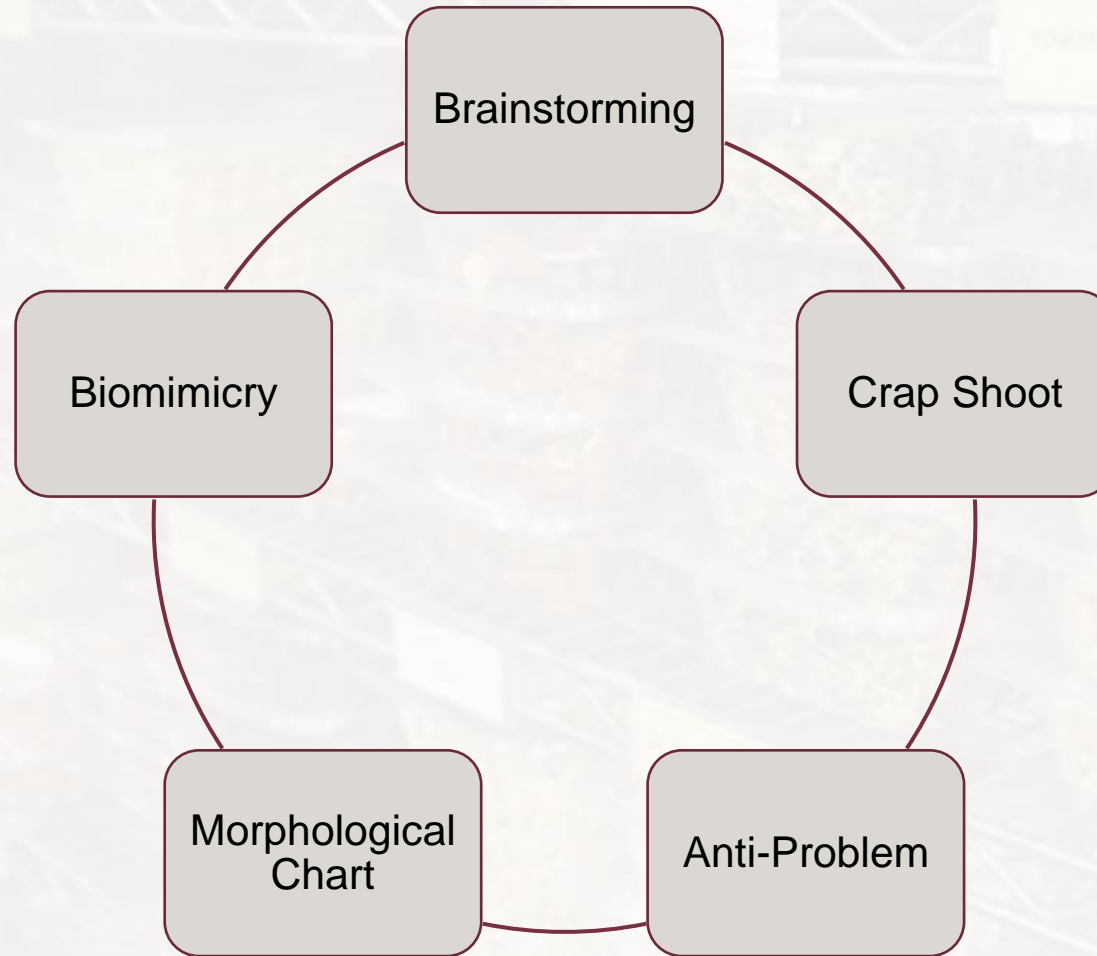 Brainstorming
Biomimicry
Crap Shoot
Morphological
Chart
Anti-Problem